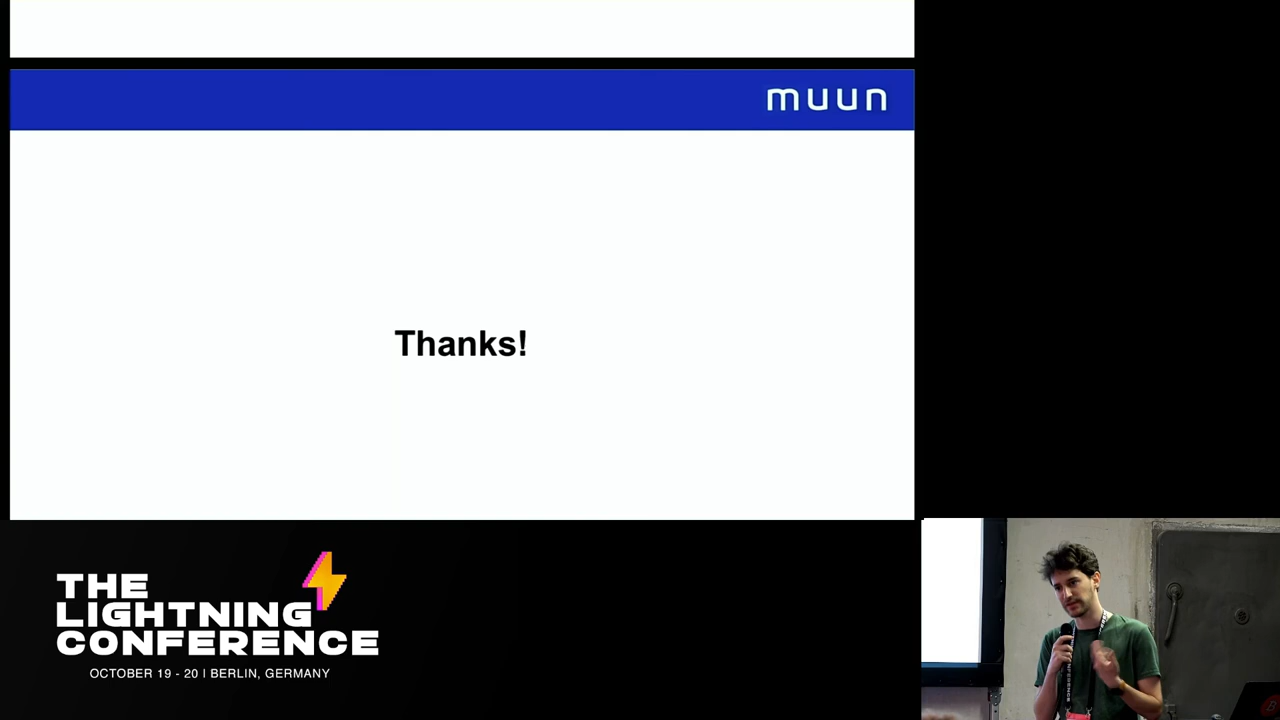 muun
Thanks!
THE
LIGHTNING
CONFERENCE
OCTOBER 19 - 20 | BERLIN, GERMANY